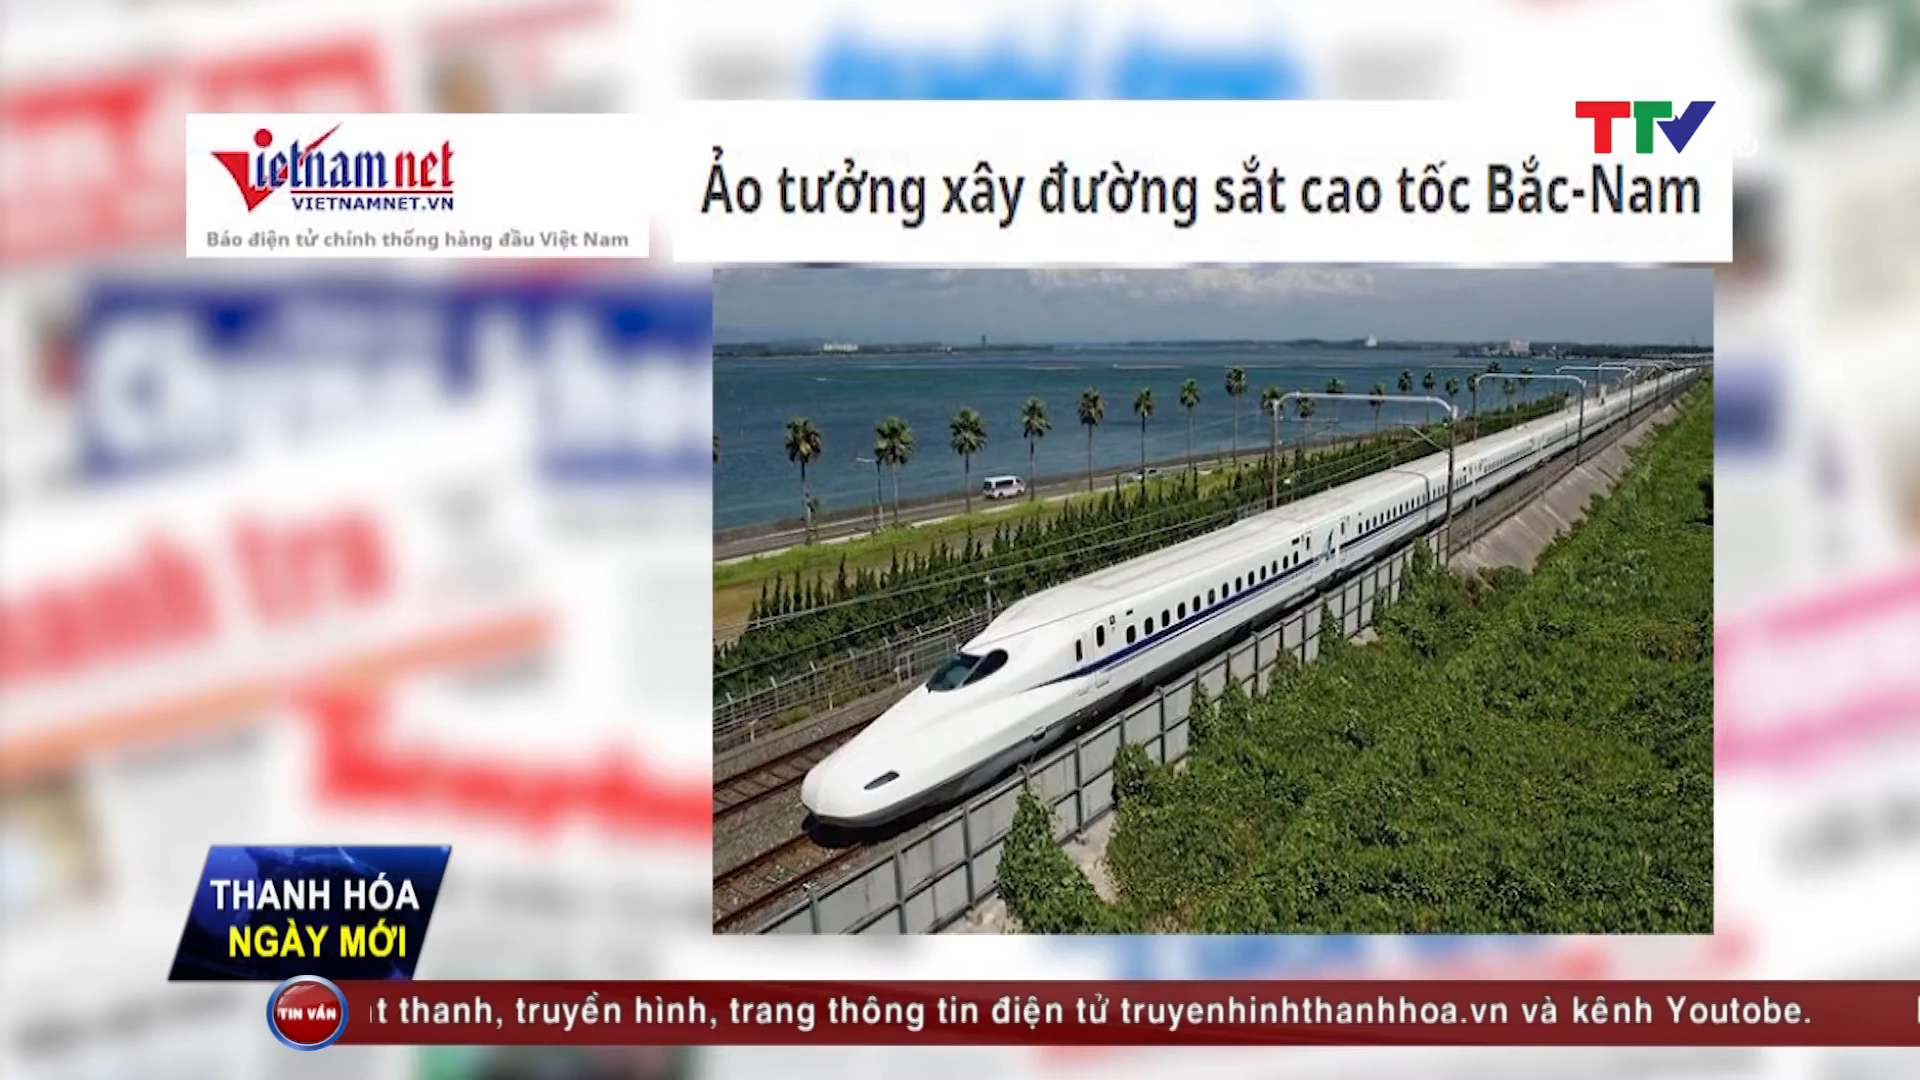 TTV
Vietnamnet
VIETNAMNET.VN
Báo điện tử chính thống hàng đầu Việt Nam
Ảo tưởng xây đường sắt cao tốc Bắc-Nam
THANH HÓA
NGÀY MỚI
TIN VẮN
t thanh, truyền hình, trang thông tin điện tử truyenhinhthanhhoa.vn và kênh Youtobe.